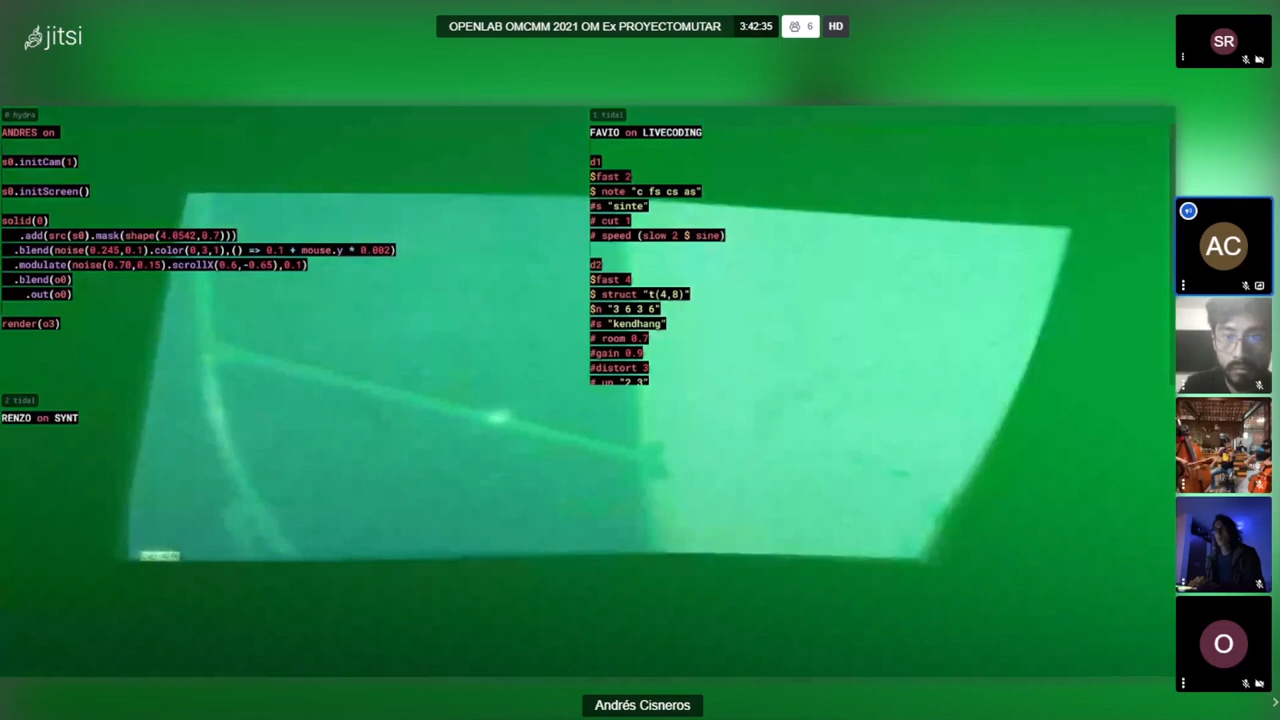 jitsi
OPENLAB OMCMM 2021 OM Ex PROYECTOMUTAR 3:42:35 6 HD
SR
0 hydra
ANDRES on
s0.initCam(1)
s0.initScreen()
solid(0)
.add(src(s0).mask(shape(4.0542,0.7)))
.blend(noise(0.245,0.1).color(0,3,1),() => 0.1 + mouse.y * 0.002)
.modulate(noise(0.70,0.15).scrollX(0.6,-0.65),0.1)
.blend(o0)
.out(o0)
render(o3)
1 tidal
FAVIO on LIVECODING
d1
$fast 2
$ note "c fs cs as"
#s "sinte"
# cut 1
# speed (slow 2 $ sine)
d2
$fast 4
$ struct "t(4,8)"
$n "3 6 3 6"
#s "kendhang"
# room 0.7
#gain 0.9
#distort 3
# up "2 3"
2 tidal
RENZO on SYNT
AC
O
Andrés Cisneros